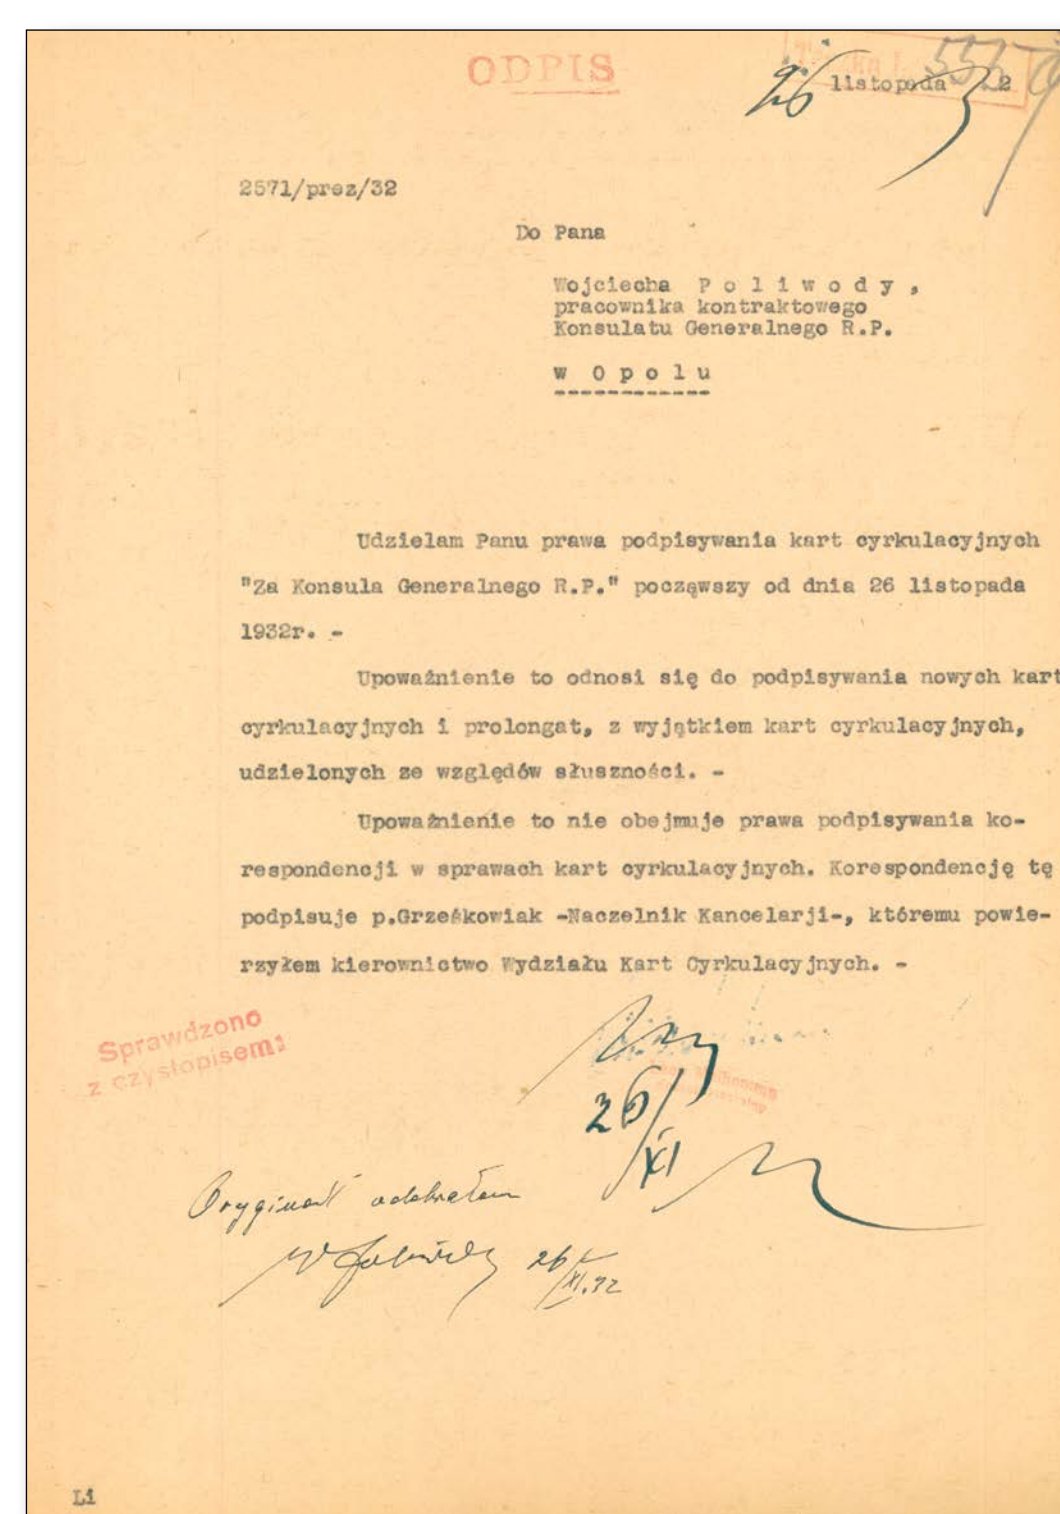 ODPIS
26 listopada 2
2571/prez/32
Do Pana
Wojciecha Poliwody,
pracownika kontraktowego
Konsulatu Generalnego R.P.
w Opolu
Udzielam Panu prawa podpisywania kart cyrkulacyjnych
"Za Konsula Generalnego R.P." począwszy od dnia 26 listopada
1932r. -
Upoważnienie to odnosi się do podpisywania nowych kart
cyrkulacyjnych i prolongat, z wyjątkiem kart cyrkulacyjnych,
udzielonych ze względów słuszności. -
Upoważnienie to nie obejmuje prawa podpisywania ko-
respondencji w sprawach kart cyrkulacyjnych. Korespondencję tę
podpisuje p.Grześkowiak -Naczelnik Kancelarji-, któremu powie-
rzyłem kierownictwo Wydziału Kart Cyrkulacyjnych. -
Sprawdzono
z czystopisem:
26/XI
Oryginał odebrałem
26/XI.32
Li